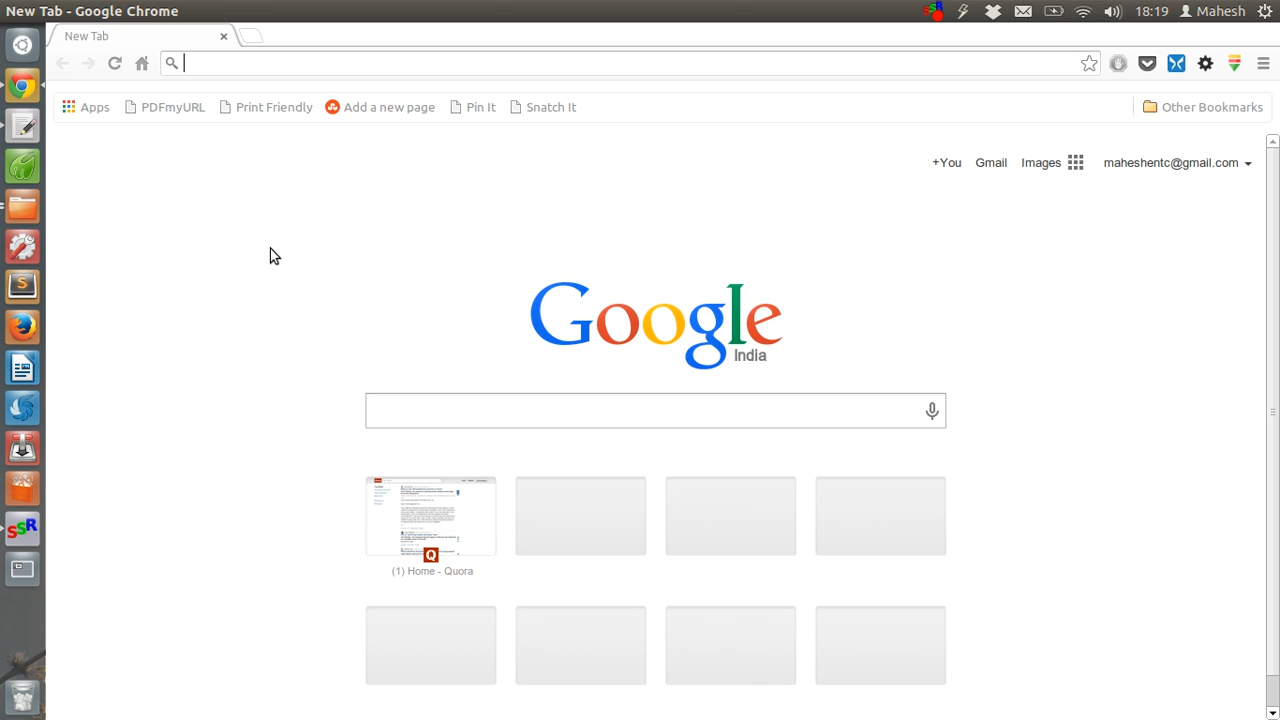 New Tab - Google Chrome
18:19 Mahesh
New Tab
Apps PDFmyURL Print Friendly Add a new page Pin It Snatch It Other Bookmarks
+You Gmail Images maheshentc@gmail.com
Google
India
Q
(1) Home - Quora
S
SSR